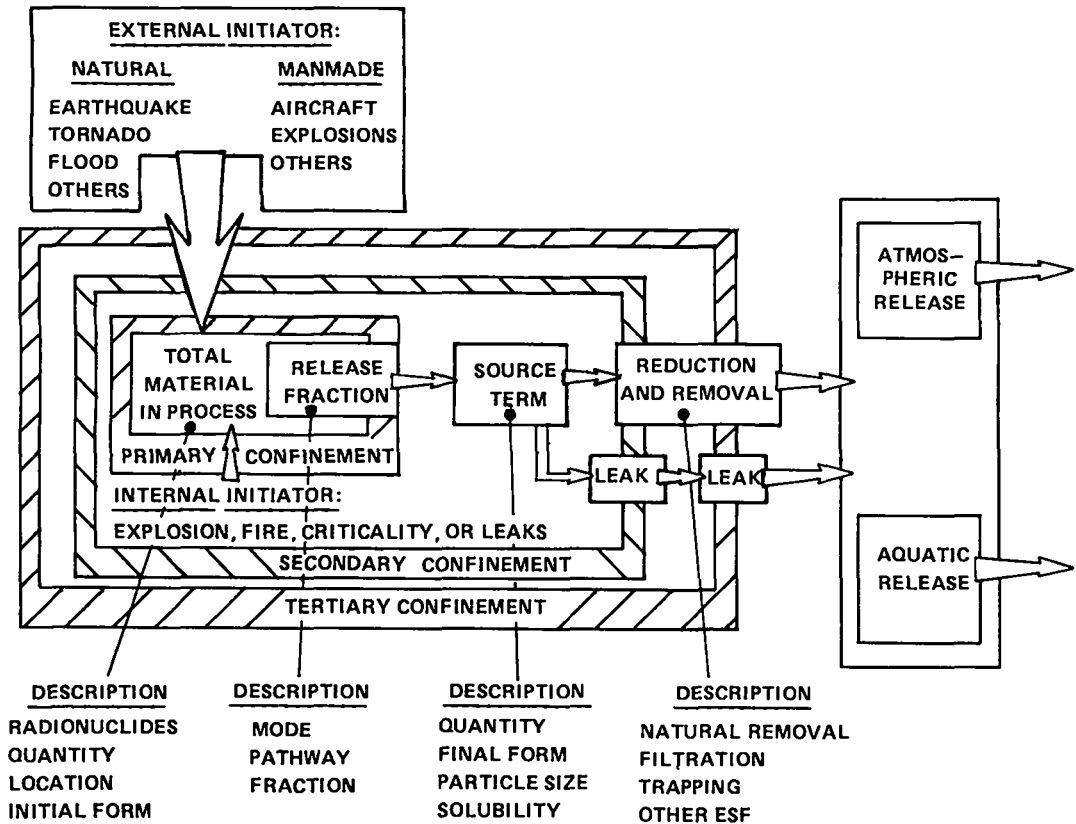 EXTERNAL INITIATOR:
NATURAL
EARTHQUAKE
TORNADO
FLOOD
OTHERS
MANMADE
AIRCRAFT
EXPLOSIONS
OTHERS
TOTAL
MATERIAL
IN PROCESS
RELEASE
FRACTION
PRIMARY CONFINEMENT
INTERNAL INITIATOR:
EXPLOSION, FIRE, CRITICALITY, OR LEAKS
SECONDARY CONFINEMENT
TERTIARY CONFINEMENT
SOURCE
TERM
REDUCTION
AND REMOVAL
LEAK
LEAK
ATMOS-
PHERIC
RELEASE
AQUATIC
RELEASE
DESCRIPTION
RADIONUCLIDES
QUANTITY
LOCATION
INITIAL FORM
DESCRIPTION
MODE
PATHWAY
FRACTION
DESCRIPTION
QUANTITY
FINAL FORM
PARTICLE SIZE
SOLUBILITY
DESCRIPTION
NATURAL REMOVAL
FILTRATION
TRAPPING
OTHER ESF